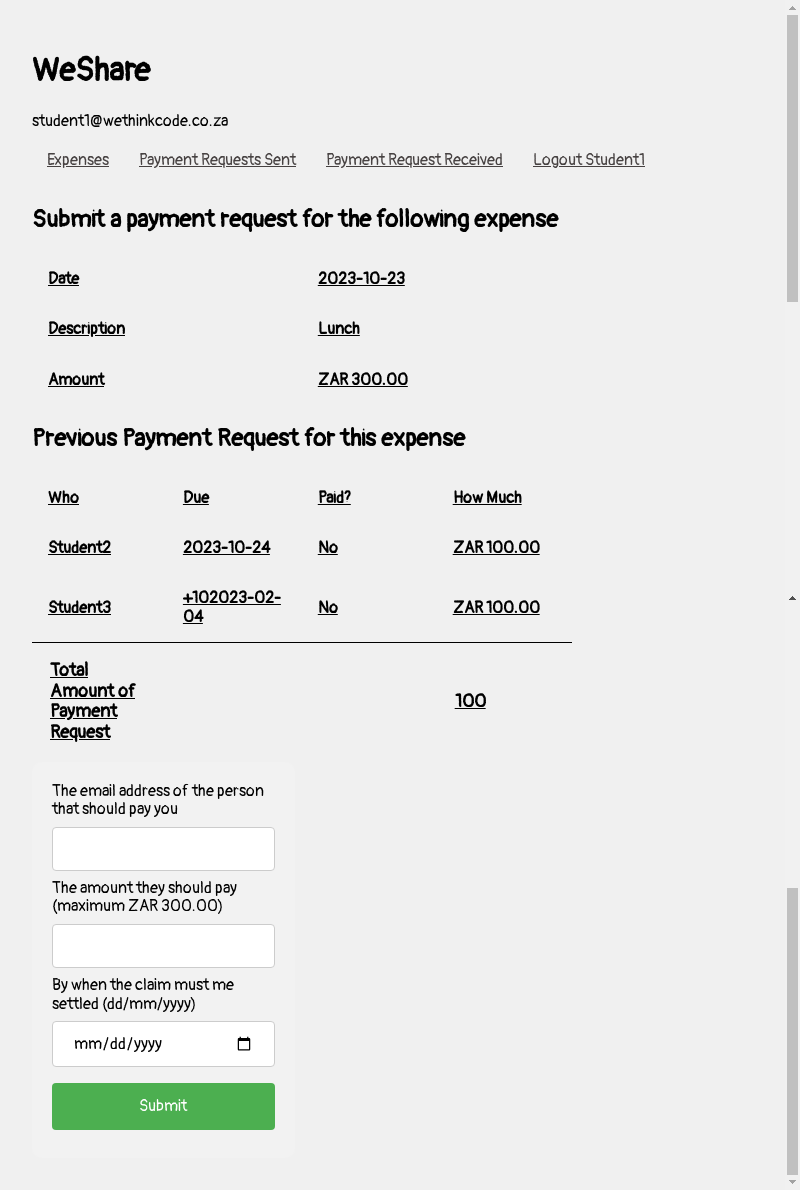 WeShare
student1@wethinkcode.co.za
Expenses Payment Requests Sent Payment Request Received Logout Student1
Submit a payment request for the following expense
Date 2023-10-23
Description Lunch
Amount ZAR 300.00
Previous Payment Request for this expense
Who Due Paid? How Much
Student2 2023-10-24 No ZAR 100.00
Student3 +102023-02-
04 No ZAR 100.00
Total
Amount of
Payment
Request 100
The email address of the person
that should pay you
The amount they should pay
(maximum ZAR 300.00)
By when the claim must me
settled (dd/mm/yyyy)
mm/dd/yyyy
Submit